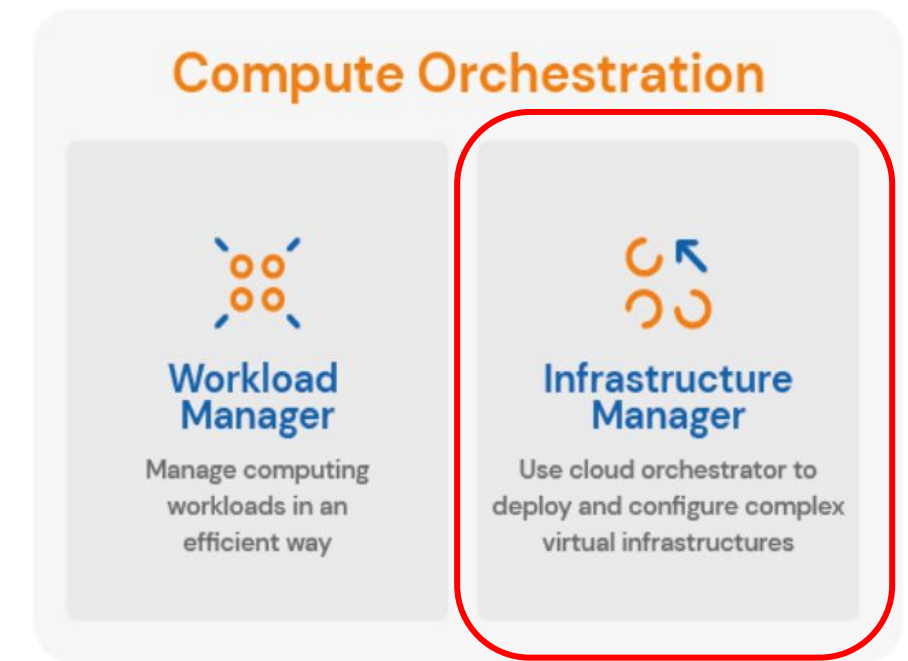 Compute Orchestration
Workload
Manager
Manage computing
workloads in an
efficient way
Infrastructure
Manager
Use cloud orchestrator to
deploy and configure complex
virtual infrastructures